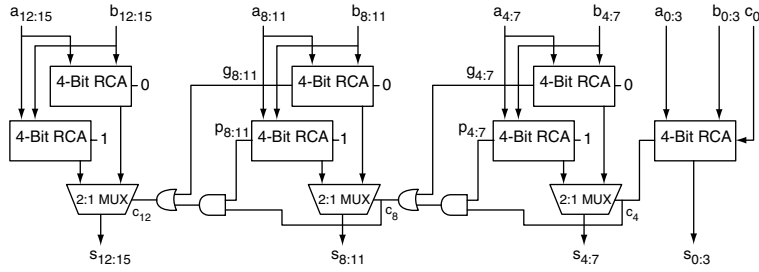 a12:15 b12:15 a8:11 b8:11 a4:7 b4:7 a0:3 b0:3 c0
4-Bit RCA 0 g8:11 4-Bit RCA 0 g4:7 4-Bit RCA 0
4-Bit RCA 1 p8:11 4-Bit RCA 1 p4:7 4-Bit RCA 1 4-Bit RCA
2:1 MUX c12 2:1 MUX c8 2:1 MUX c4
s12:15 s8:11 s4:7 s0:3